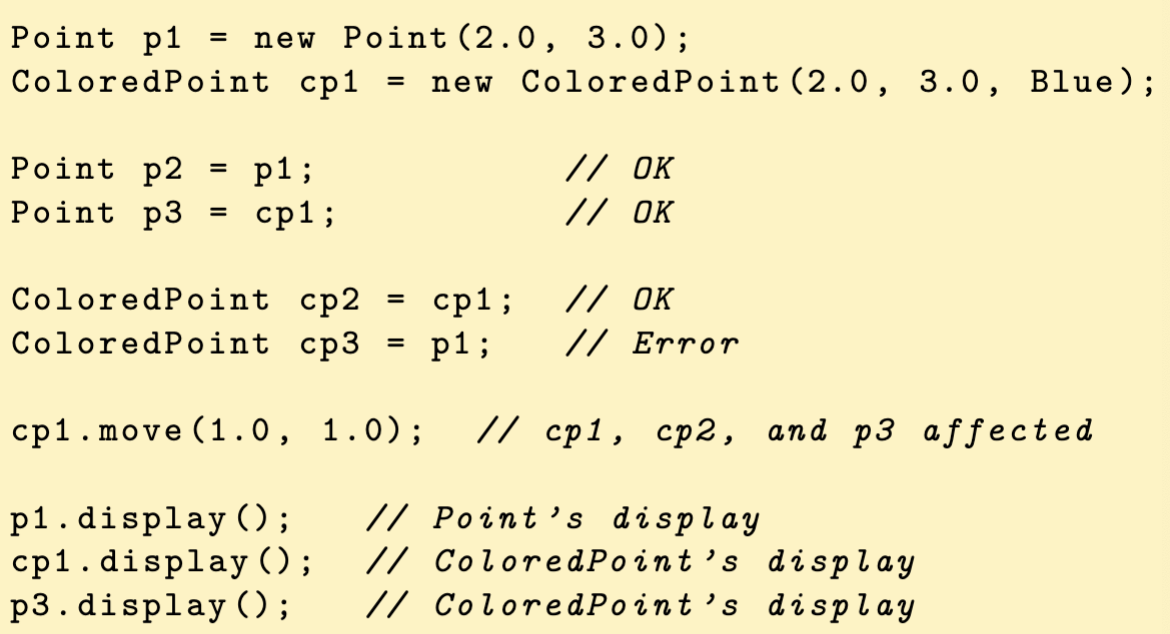 Point p1 = new Point(2.0, 3.0);
ColoredPoint cp1 = new ColoredPoint(2.0, 3.0, Blue);
Point p2 = p1; // OK
Point p3 = cp1; // OK
ColoredPoint cp2 = cp1; // OK
ColoredPoint cp3 = p1; // Error
cp1.move(1.0, 1.0); // cp1, cp2, and p3 affected
p1.display(); // Point's display
cp1.display(); // ColoredPoint's display
p3.display(); // ColoredPoint's display